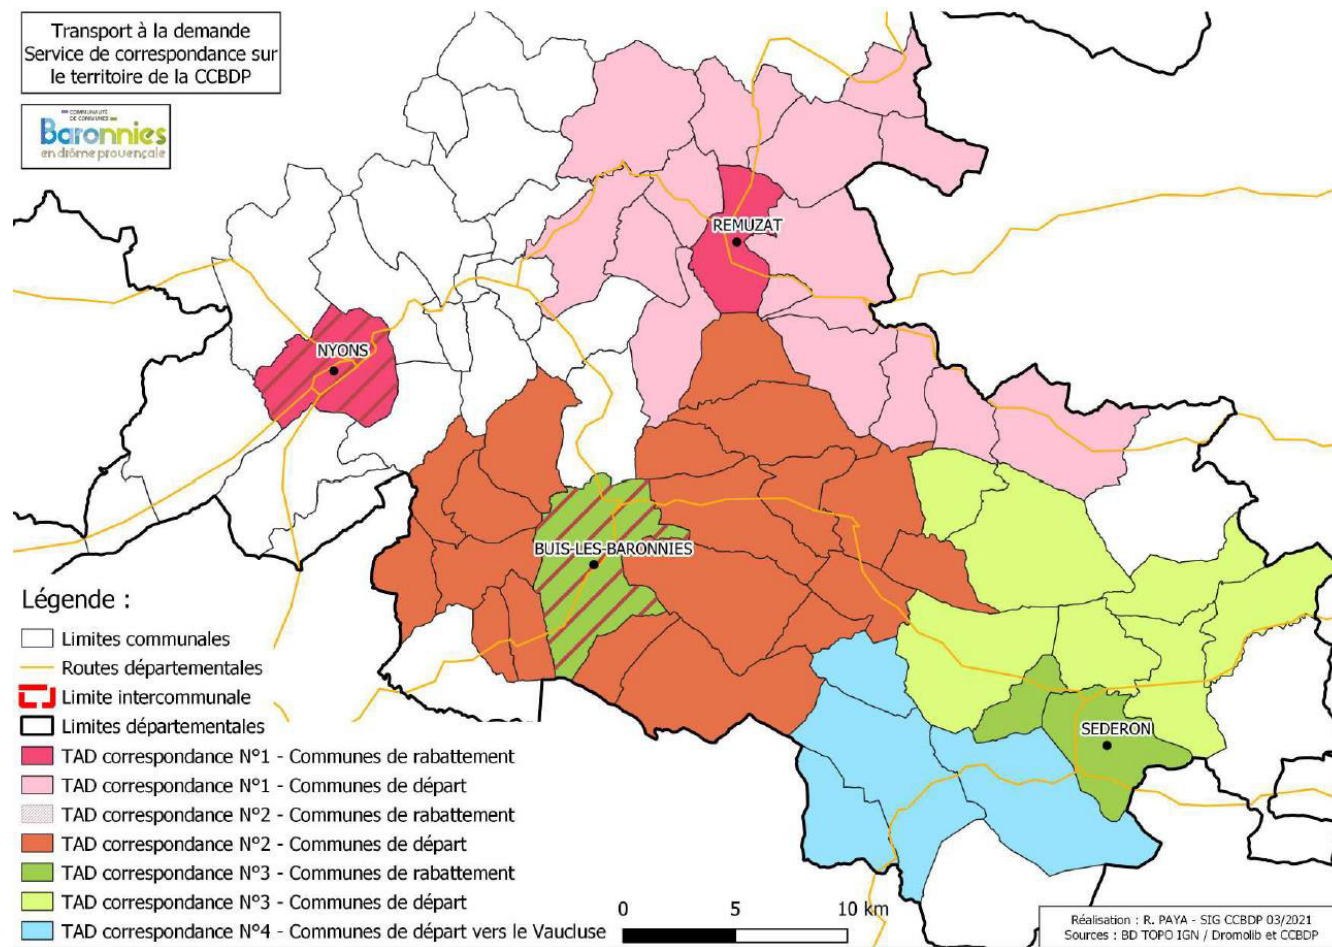 Transport à la demande
Service de correspondance sur
le territoire de la CCBDP
COMMUNAUTÉ
DE COMMUNES
Baronnies
en drôme provençale
REMUZAT
NYONS
BUIS-LES-BARONNIES
SEDERON
Légende :
Limites communales
Routes départementales
Limite intercommunale
Limites départementales
TAD correspondance N°1 - Communes de rabattement
TAD correspondance N°1 - Communes de départ
TAD correspondance N°2 - Communes de rabattement
TAD correspondance N°2 - Communes de départ
TAD correspondance N°3 - Communes de rabattement
TAD correspondance N°3 - Communes de départ
TAD correspondance N°4 - Communes de départ vers le Vaucluse
0 5 10 km
Réalisation : R. PAYA - SIG CCBDP 03/2021
Sources : BD TOPO IGN / Dromolib et CCBDP